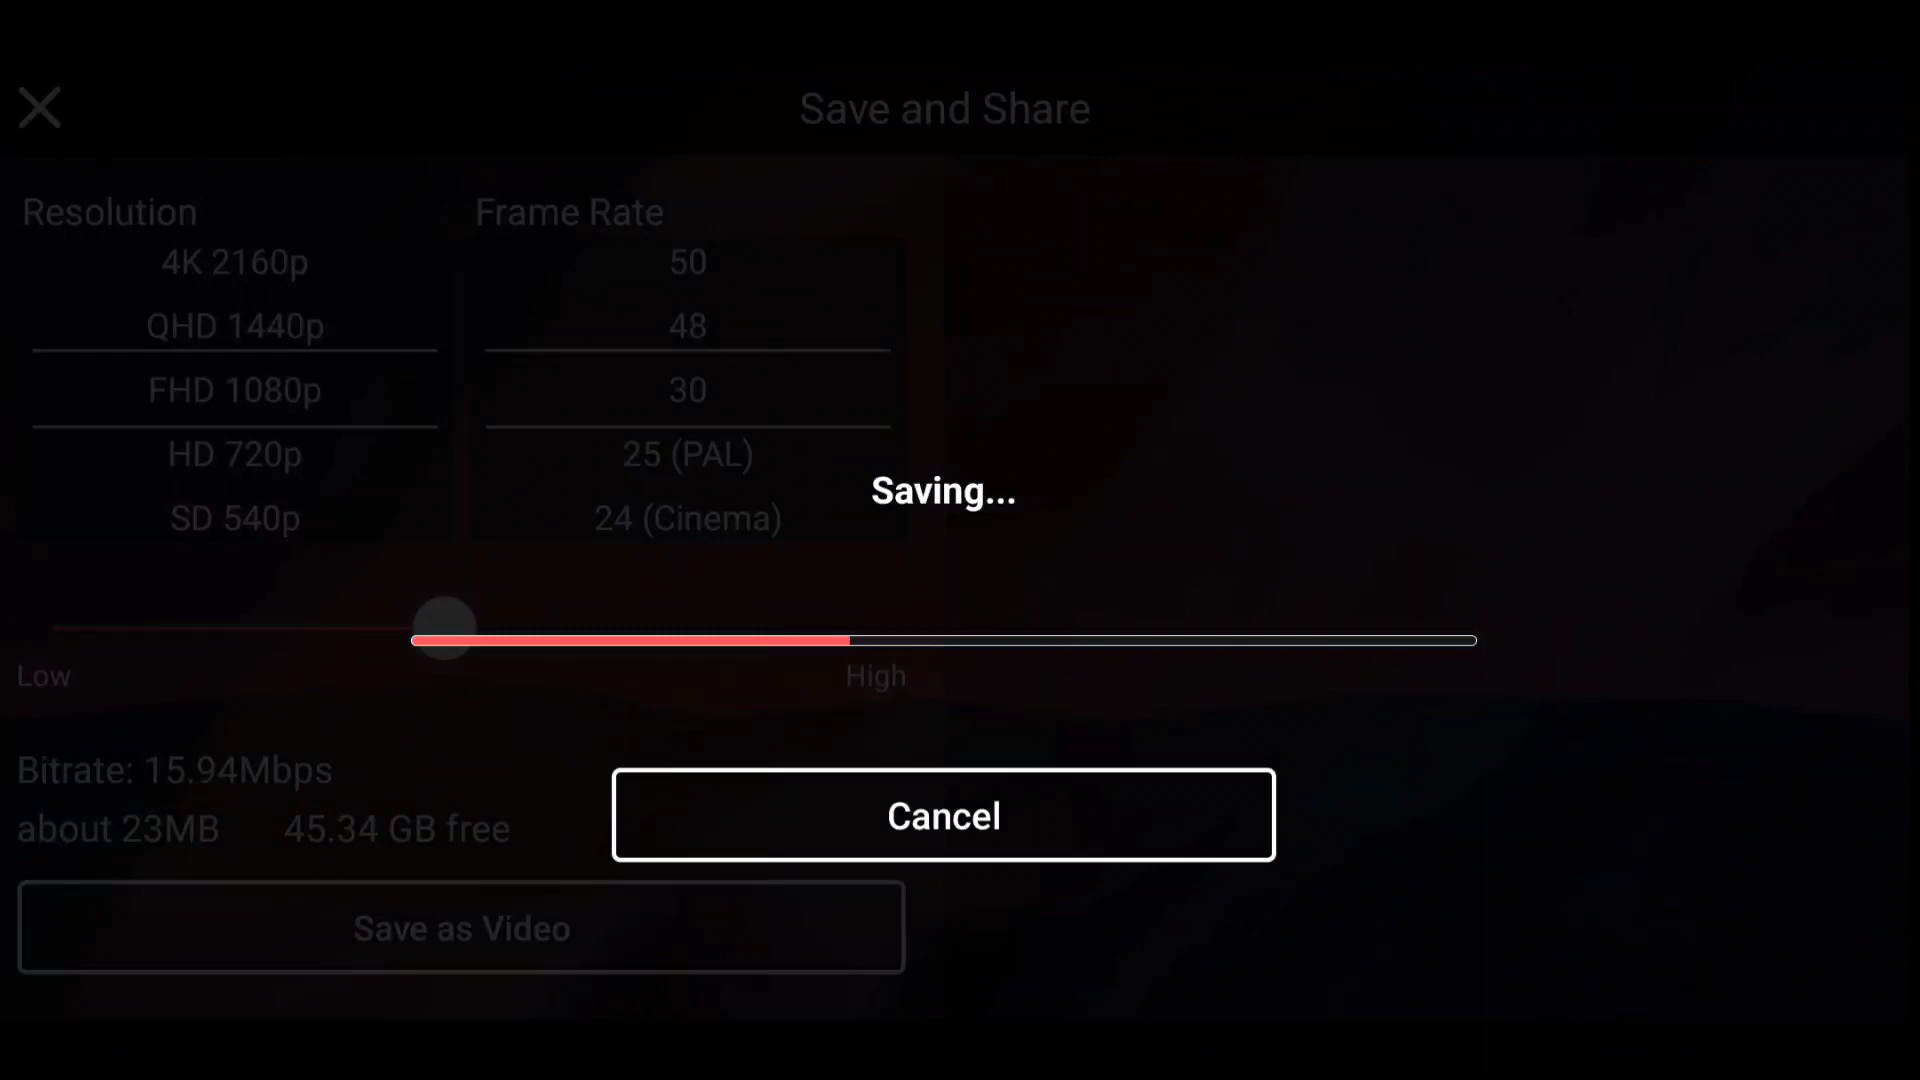 Save and Share
Resolution
Frame Rate
4K 2160p
50
QHD 1440p
48
FHD 1080p
30
HD 720p
25 (PAL)
SD 540p
24 (Cinema)
Saving...
Low
High
Bitrate: 15.94Mbps
about 23MB
45.34 GB free
Cancel
Save as Video